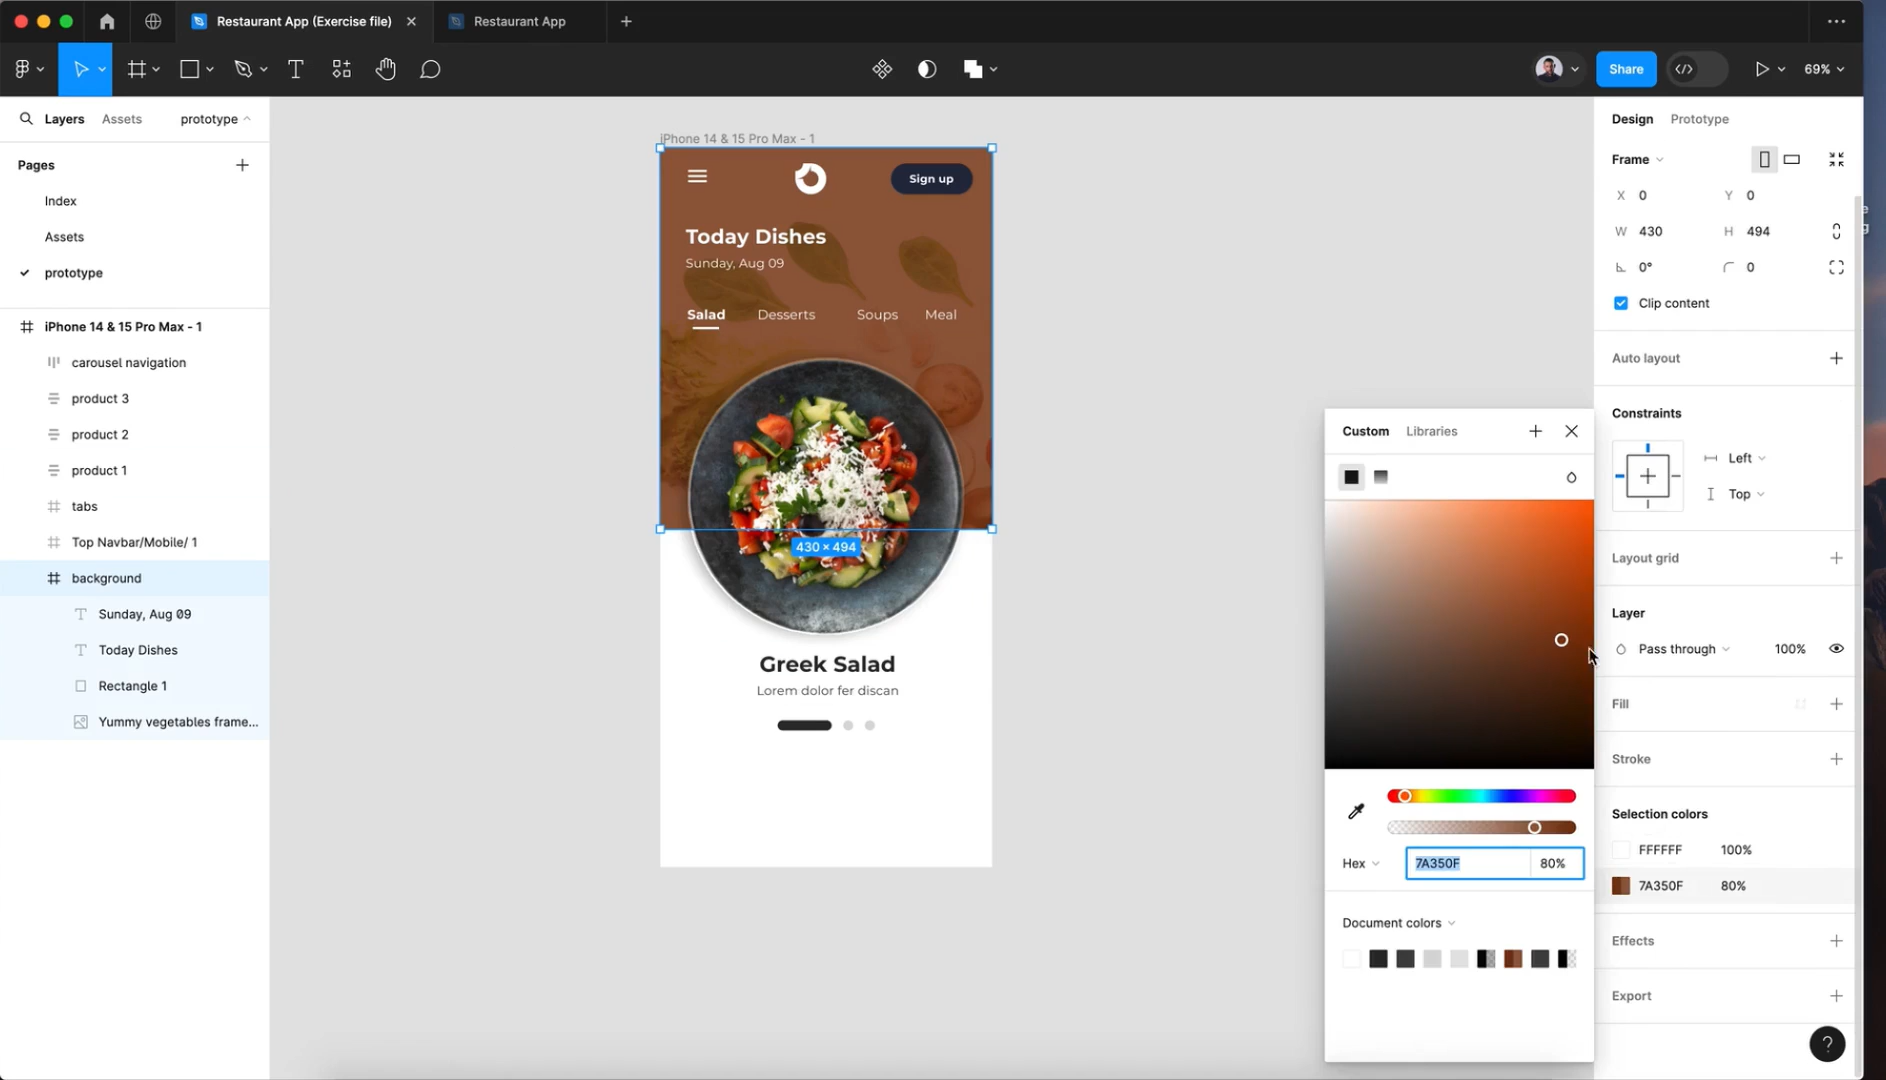 Restaurant App (Exercise file)
Restaurant App
Share
69%
Layers
Assets
prototype
Pages
Index
Assets
prototype
iPhone 14 & 15 Pro Max - 1
carousel navigation
product 3
product 2
product 1
tabs
Top Navbar/Mobile/ 1
background
Sunday, Aug 09
Today Dishes
Rectangle 1
Yummy vegetables frame...
iPhone 14 & 15 Pro Max - 1
Sign up
Today Dishes
Sunday, Aug 09
Salad
Desserts
Soups
Meal
430 × 494
Greek Salad
Lorem dolor fer discan
Custom
Libraries
Hex
7A350F
80%
Document colors
Design
Prototype
Frame
X 0
Y 0
W 430
H 494
0°
0
Clip content
Auto layout
Constraints
Left
Top
Layout grid
Layer
Pass through
100%
Fill
Stroke
Selection colors
FFFFFF 100%
7A350F 80%
Effects
Export
?